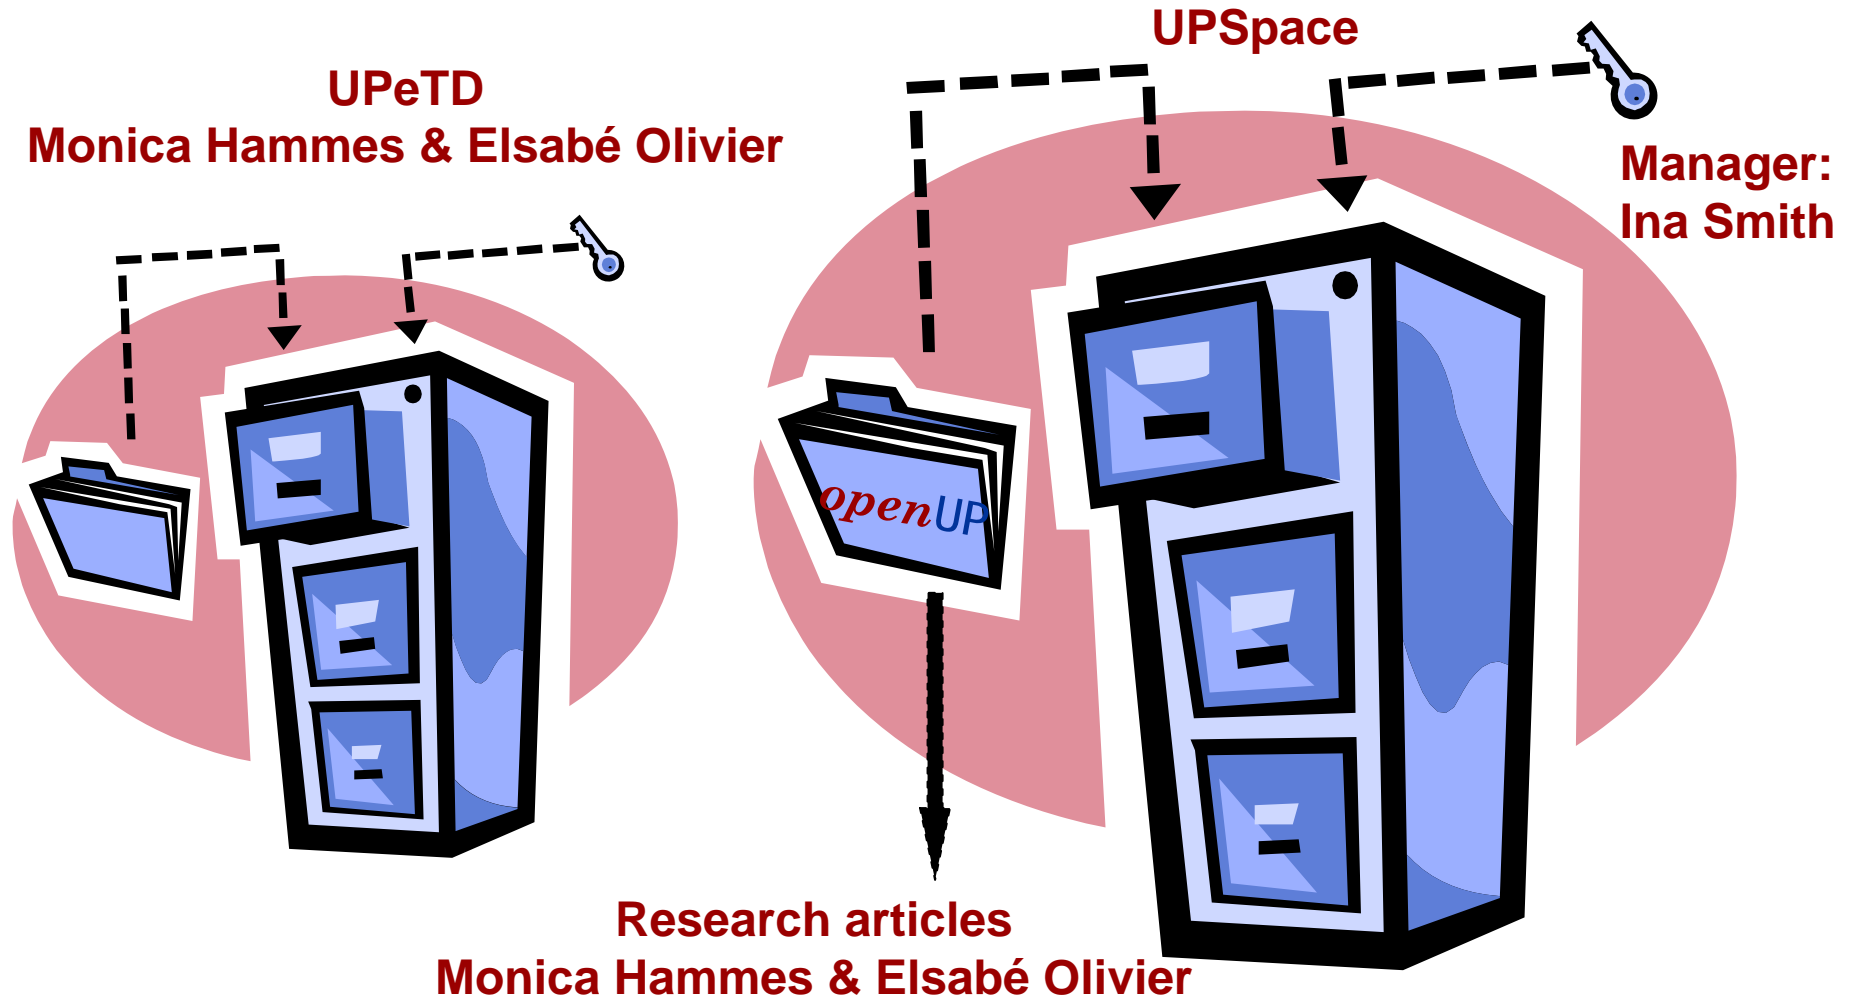 UPSpace
UPeTD
Monica Hammes & Elsabé Olivier
Manager:
Ina Smith
openUP
Research articles
Monica Hammes & Elsabé Olivier